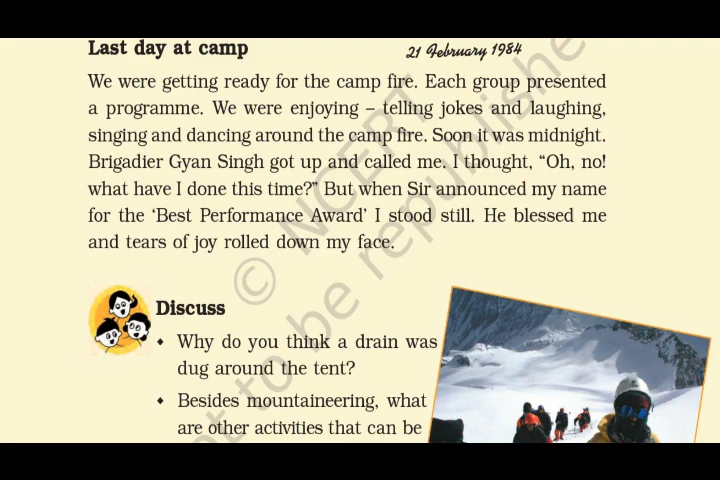 Last day at camp
21 February 1984
We were getting ready for the camp fire. Each group presented
a programme. We were enjoying – telling jokes and laughing,
singing and dancing around the camp fire. Soon it was midnight.
Brigadier Gyan Singh got up and called me. I thought, “Oh, no!
what have I done this time?” But when Sir announced my name
for the ‘Best Performance Award’ I stood still. He blessed me
and tears of joy rolled down my face.
Discuss
• Why do you think a drain was
dug around the tent?
• Besides mountaineering, what
are other activities that can be
© NCERT
not to be republished